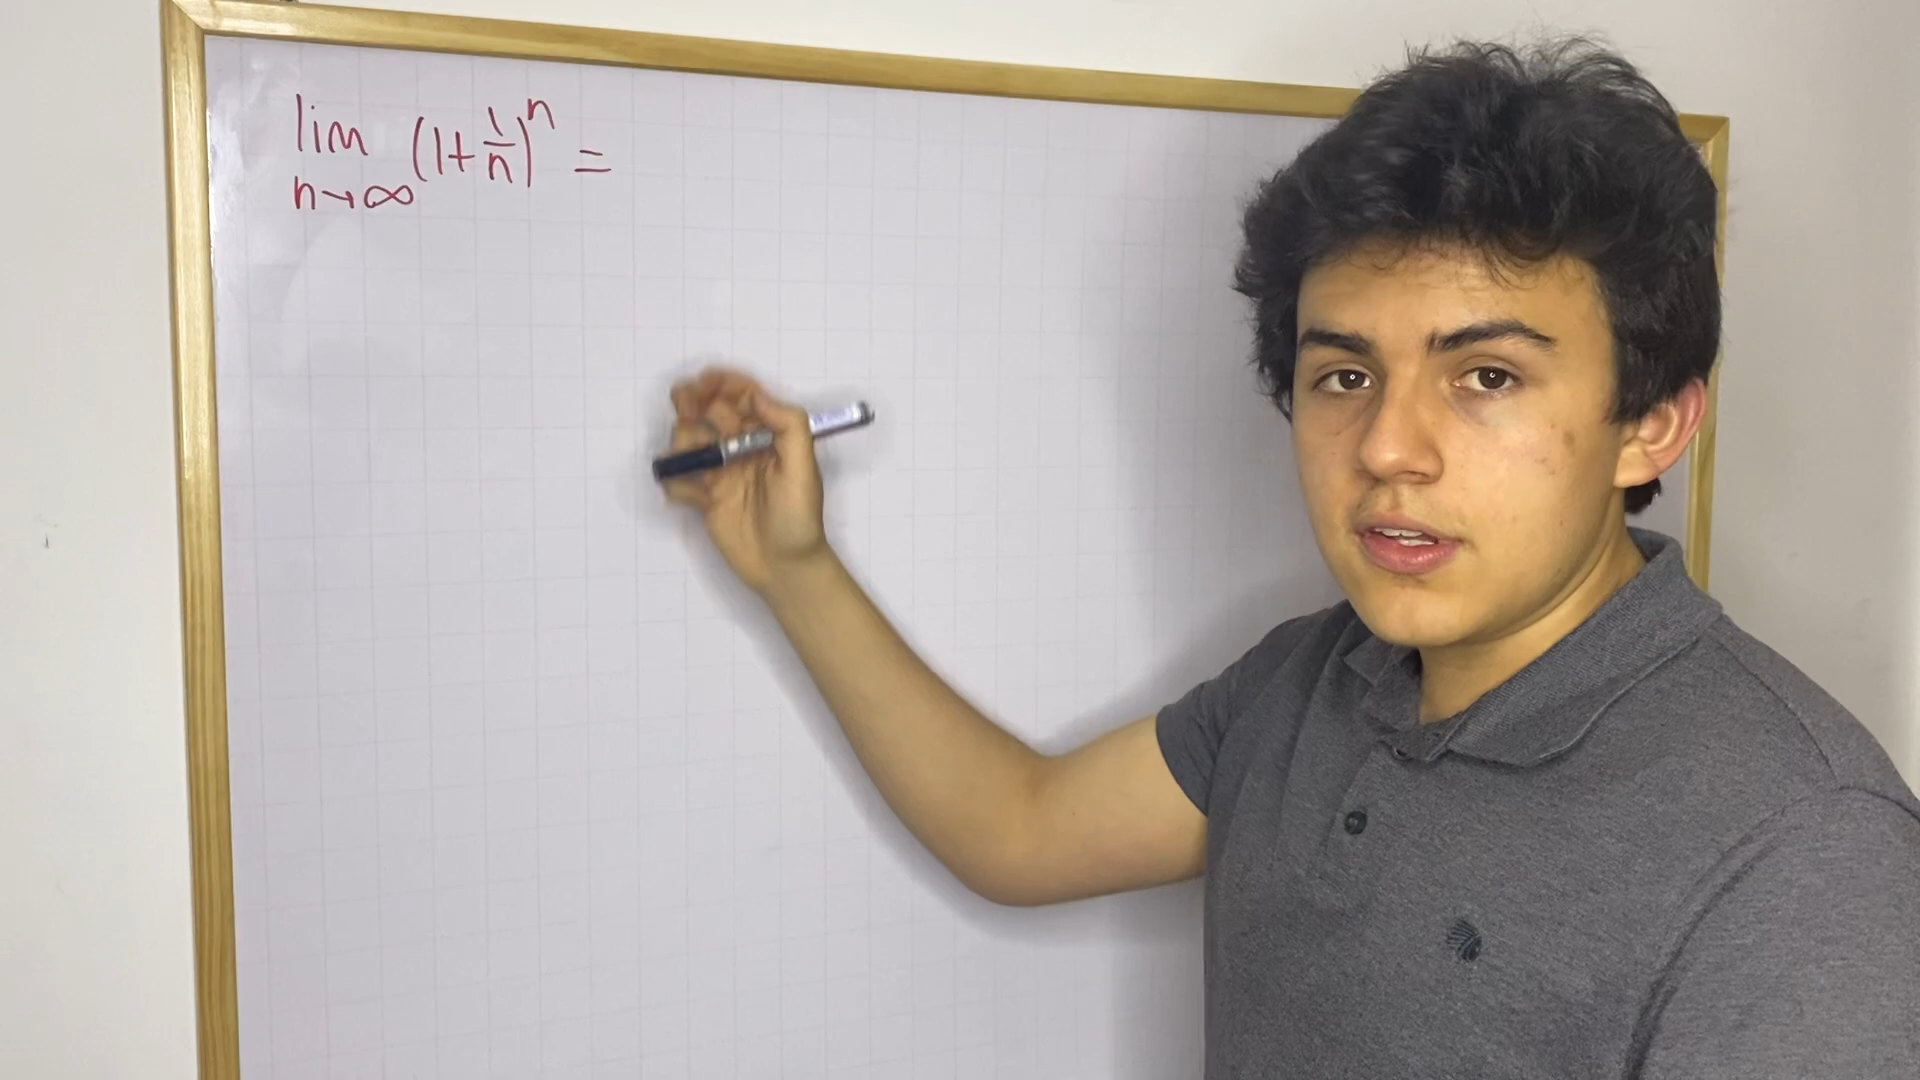 lim (1+1/n)^n =
n→∞